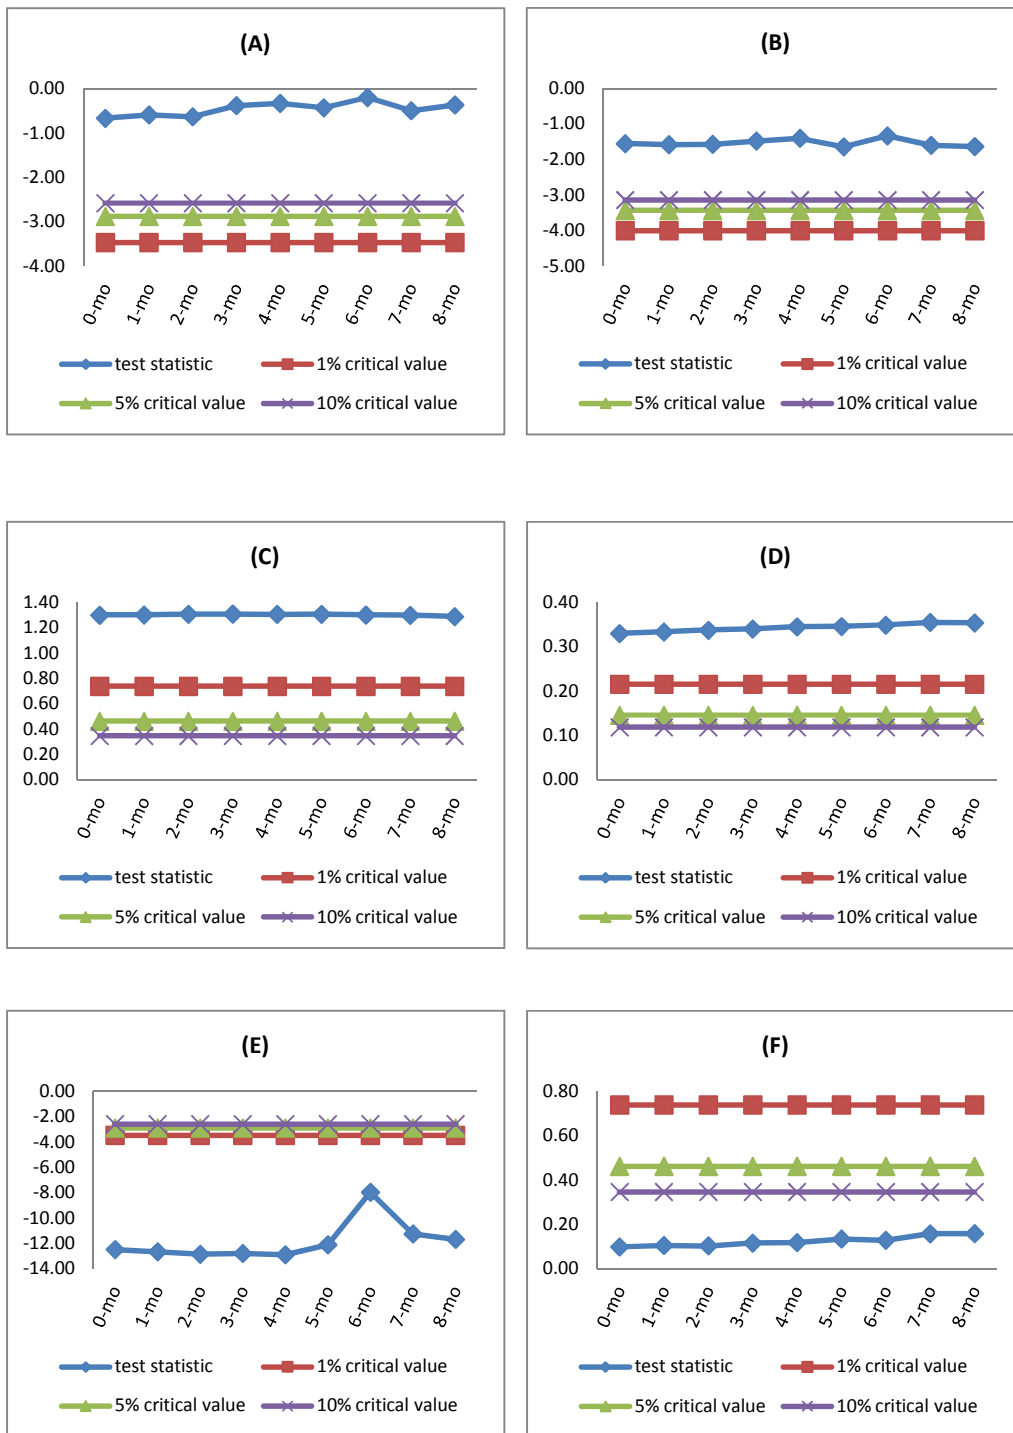 (A)
0.00
-1.00
-2.00
-3.00
-4.00
0-mo 1-mo 2-mo 3-mo 4-mo 5-mo 6-mo 7-mo 8-mo
test statistic 1% critical value
5% critical value 10% critical value
(B)
0.00
-1.00
-2.00
-3.00
-4.00
-5.00
0-mo 1-mo 2-mo 3-mo 4-mo 5-mo 6-mo 7-mo 8-mo
test statistic 1% critical value
5% critical value 10% critical value
(C)
1.40
1.20
1.00
0.80
0.60
0.40
0.20
0.00
0-mo 1-mo 2-mo 3-mo 4-mo 5-mo 6-mo 7-mo 8-mo
test statistic 1% critical value
5% critical value 10% critical value
(D)
0.40
0.30
0.20
0.10
0.00
0-mo 1-mo 2-mo 3-mo 4-mo 5-mo 6-mo 7-mo 8-mo
test statistic 1% critical value
5% critical value 10% critical value
(E)
0.00
-2.00
-4.00
-6.00
-8.00
-10.00
-12.00
-14.00
0-mo 1-mo 2-mo 3-mo 4-mo 5-mo 6-mo 7-mo 8-mo
test statistic 1% critical value
5% critical value 10% critical value
(F)
0.80
0.60
0.40
0.20
0.00
0-mo 1-mo 2-mo 3-mo 4-mo 5-mo 6-mo 7-mo 8-mo
test statistic 1% critical value
5% critical value 10% critical value